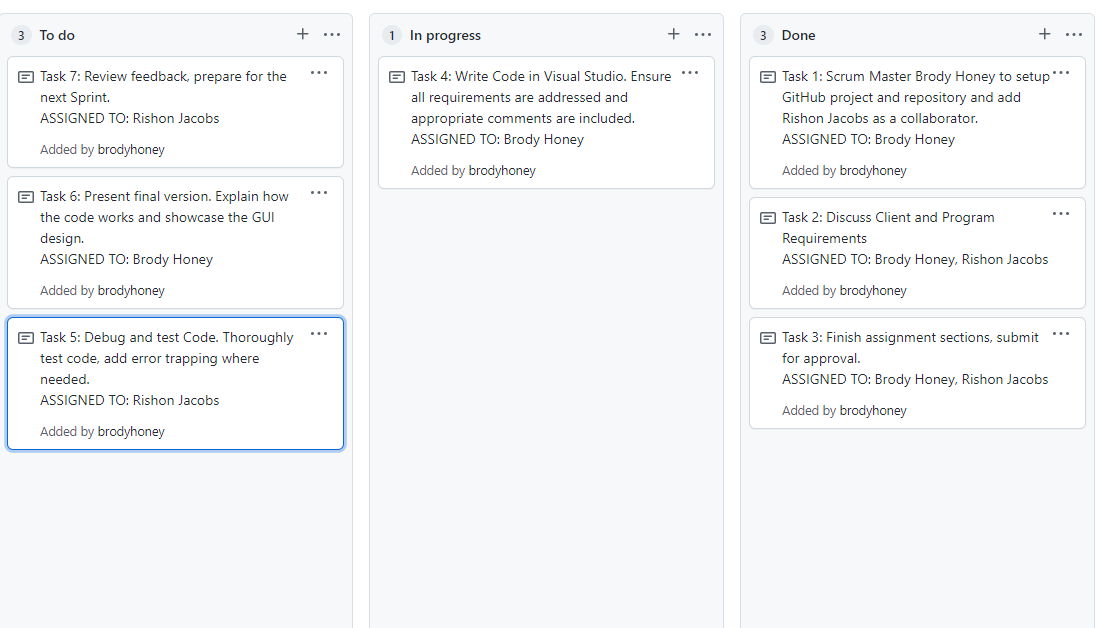 3 To do
Task 7: Review feedback, prepare for the
next Sprint.
ASSIGNED TO: Rishon Jacobs
Added by brodyhoney
Task 6: Present final version. Explain how
the code works and showcase the GUI
design.
ASSIGNED TO: Brody Honey
Added by brodyhoney
Task 5: Debug and test Code. Thoroughly
test code, add error trapping where
needed.
ASSIGNED TO: Rishon Jacobs
Added by brodyhoney
1 In progress
Task 4: Write Code in Visual Studio. Ensure
all requirements are addressed and
appropriate comments are included.
ASSIGNED TO: Brody Honey
Added by brodyhoney
3 Done
Task 1: Scrum Master Brody Honey to setup
GitHub project and repository and add
Rishon Jacobs as a collaborator.
ASSIGNED TO: Brody Honey
Added by brodyhoney
Task 2: Discuss Client and Program
Requirements
ASSIGNED TO: Brody Honey, Rishon Jacobs
Added by brodyhoney
Task 3: Finish assignment sections, submit
for approval.
ASSIGNED TO: Brody Honey, Rishon Jacobs
Added by brodyhoney